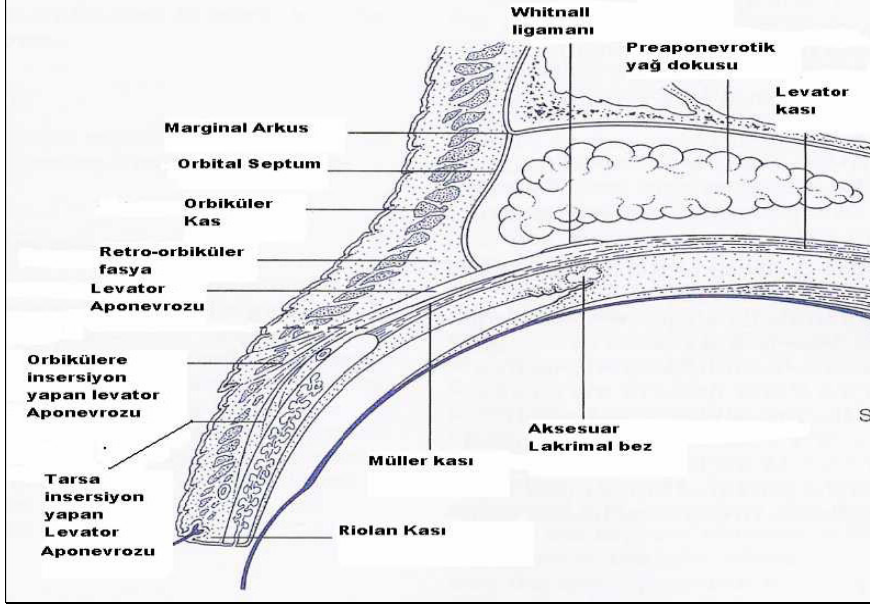 Whitnall
ligamanı
Preaponevrotik
yağ dokusu
Levator
kası
Marginal Arkus
Orbital Septum
Orbiküler
Kas
Retro-orbiküler
fasya
Levator
Aponevrozu
Orbikülere
insersiyon
yapan levator
Aponevrozu
Aksesuar
Lakrimal bez
Müller kası
Tarsa
insersiyon
yapan
Levator
Aponevrozu
Riolan Kası
S